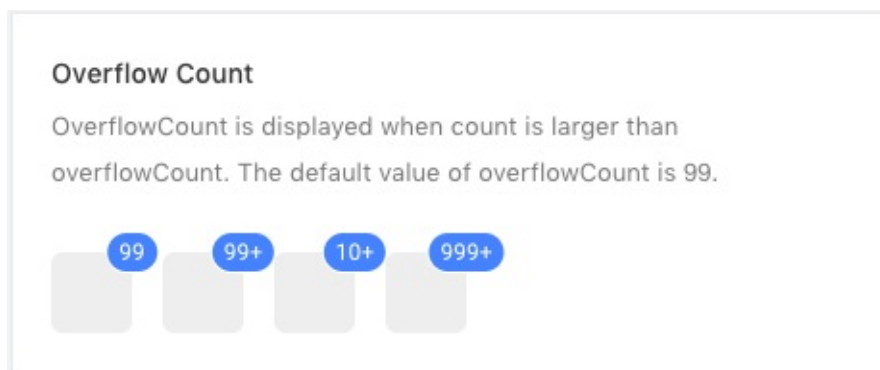 Overflow Count
OverflowCount is displayed when count is larger than
overflowCount. The default value of overflowCount is 99.
99 99+ 10+ 999+